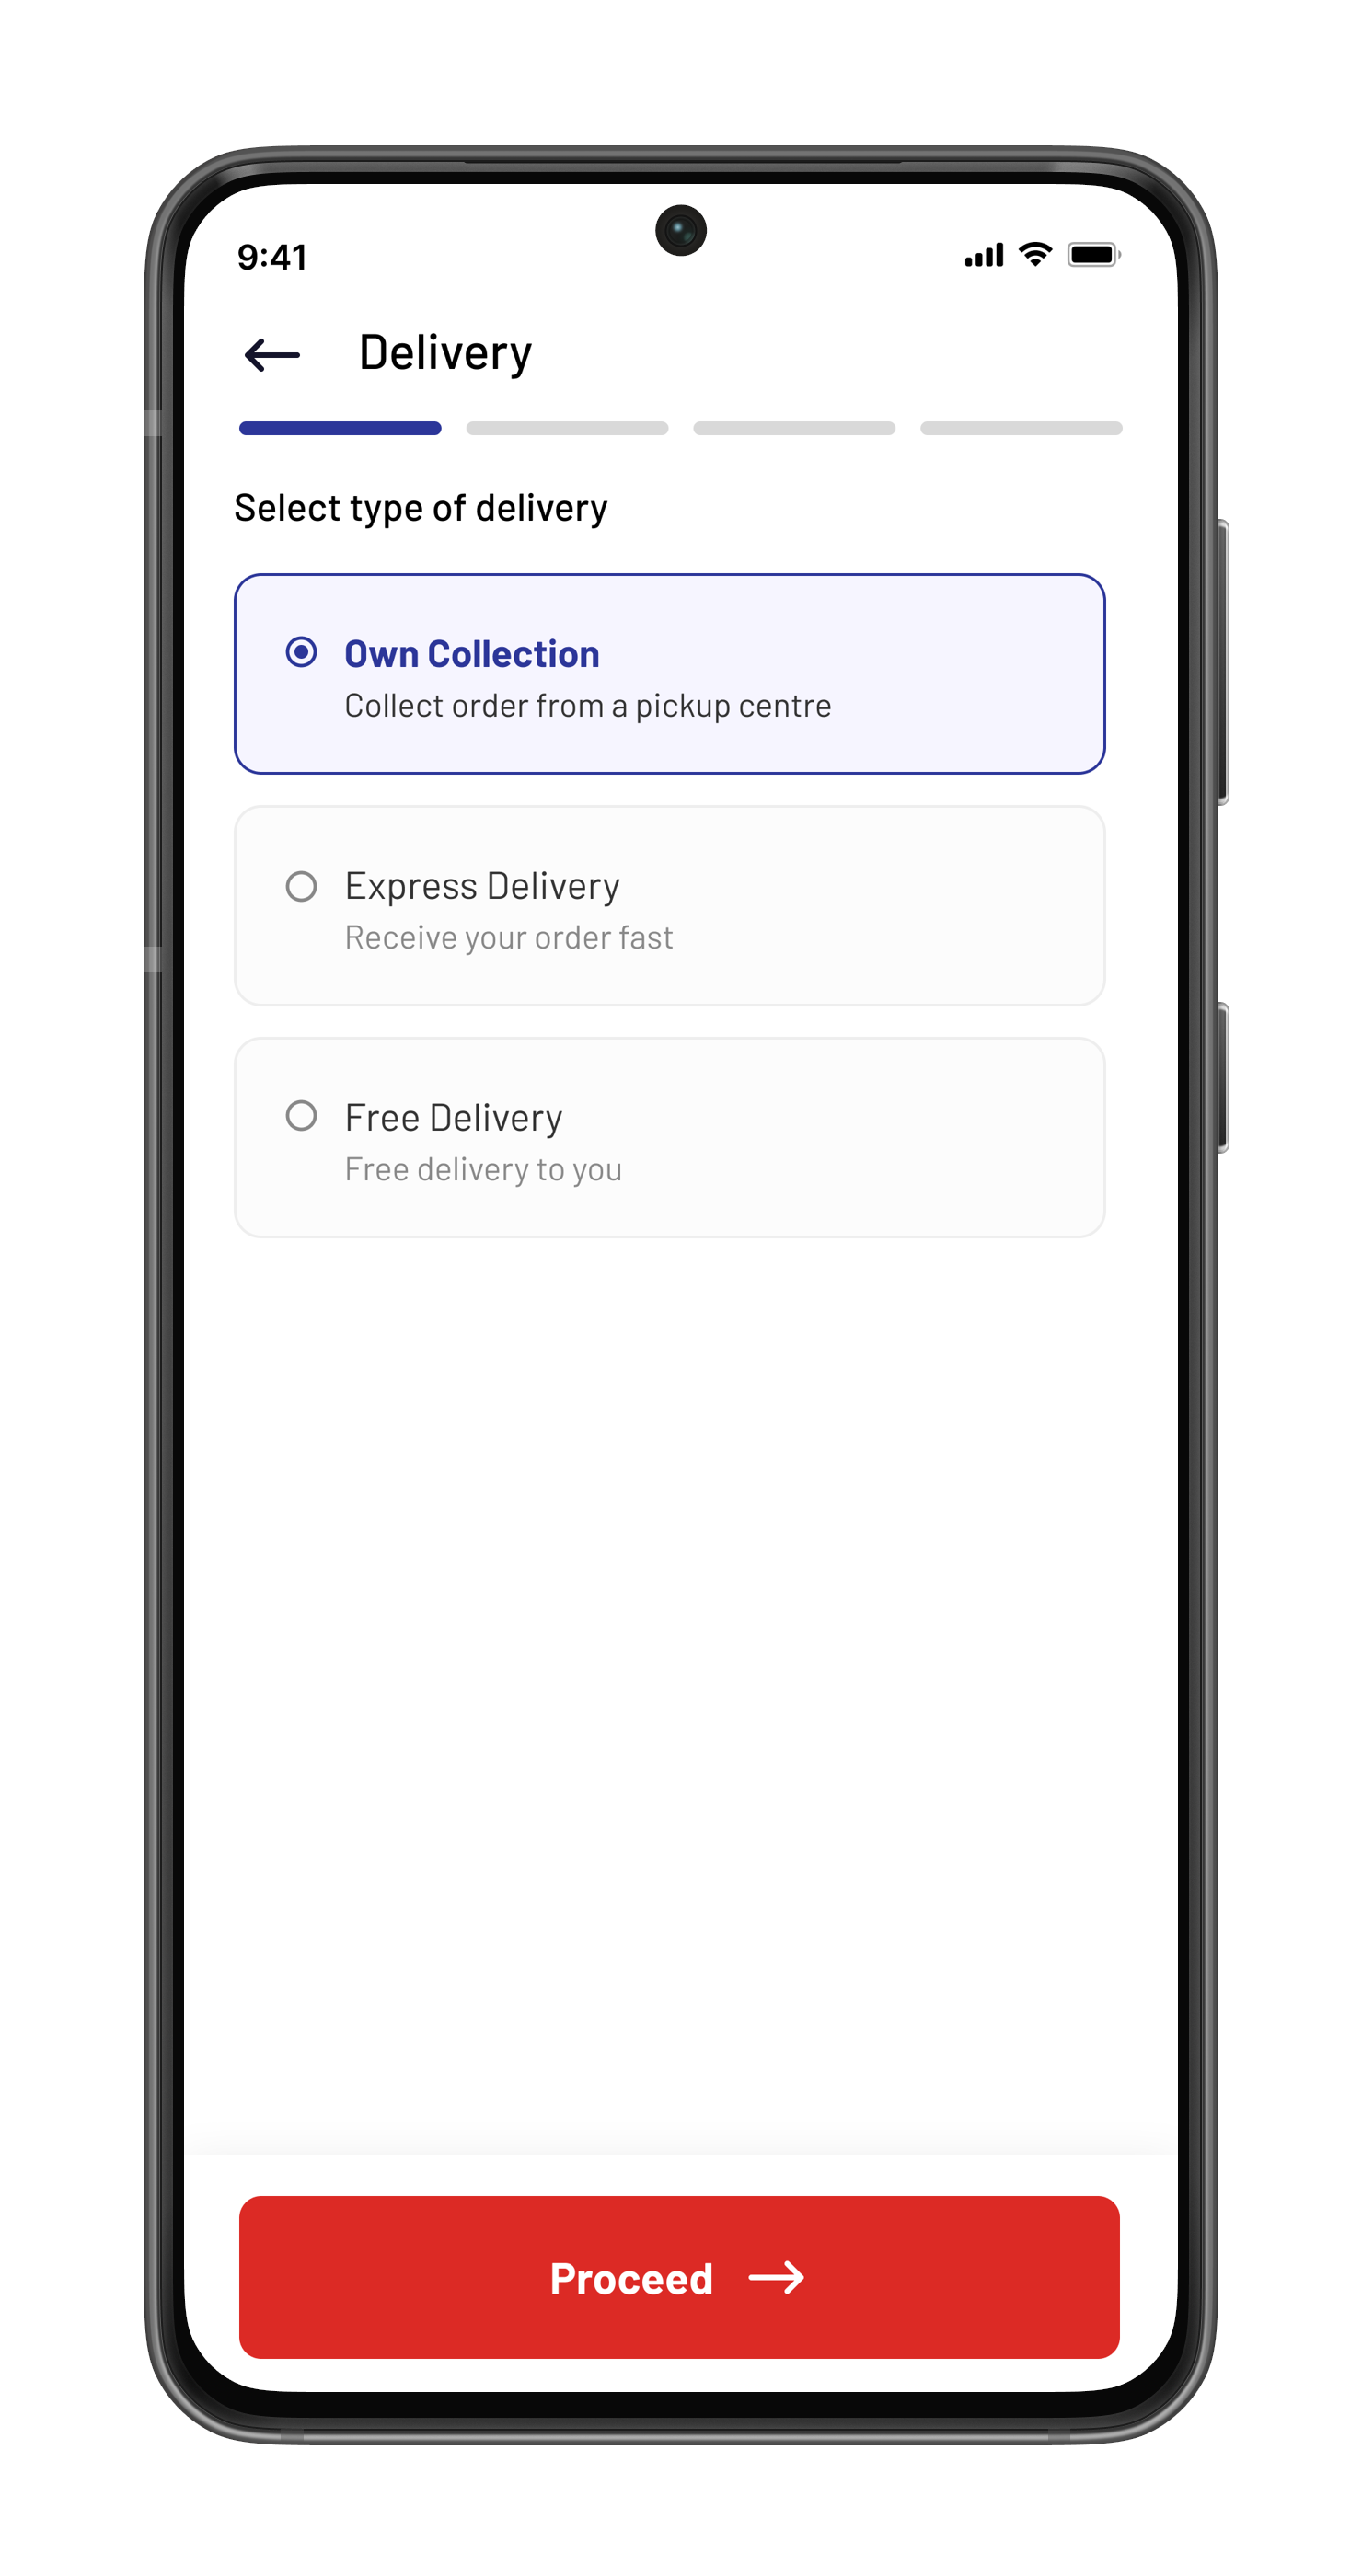 9:41
Delivery
Select type of delivery
Own Collection
Collect order from a pickup centre
Express Delivery
Receive your order fast
Free Delivery
Free delivery to you
Proceed